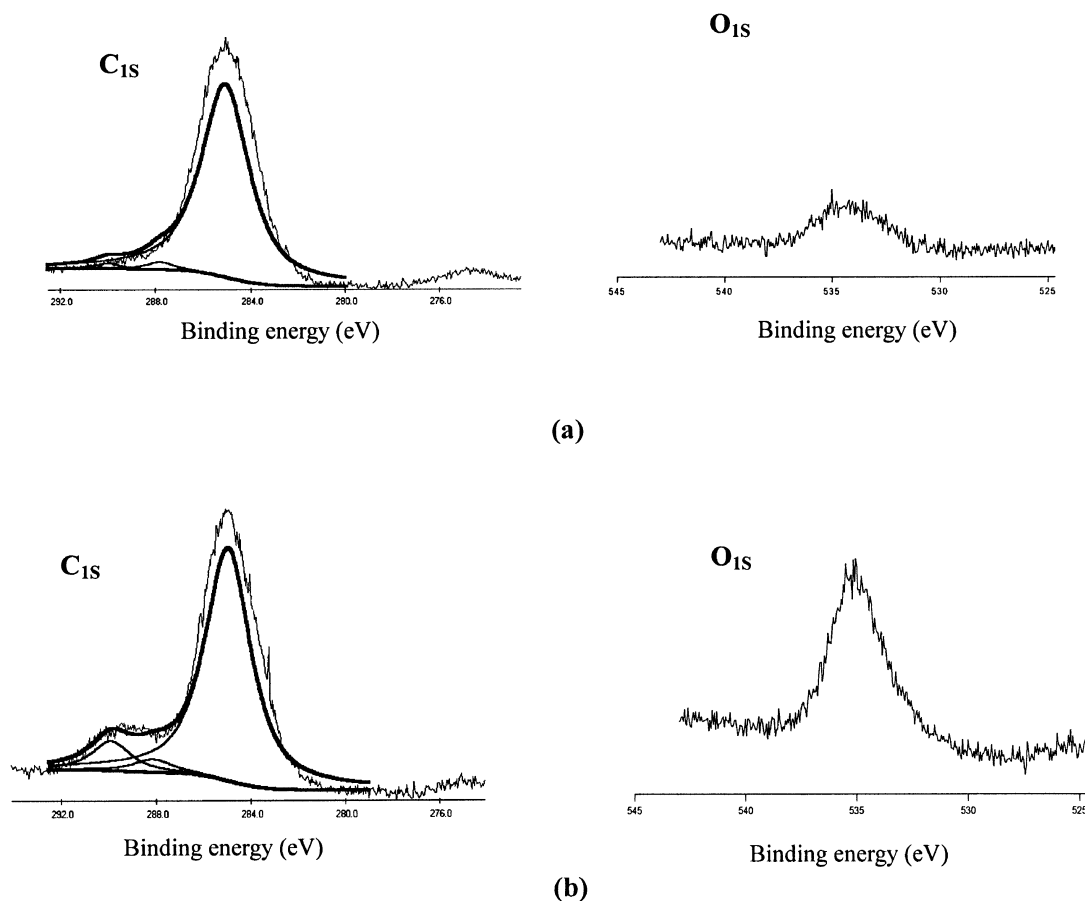 C1S
O1S
292.0 288.0 284.0 280.0 276.0
545 540 535 530 525
Binding energy (eV)
Binding energy (eV)
(a)
C1S
O1S
292.0 288.0 284.0 280.0 276.0
545 540 535 530 525
Binding energy (eV)
Binding energy (eV)
(b)